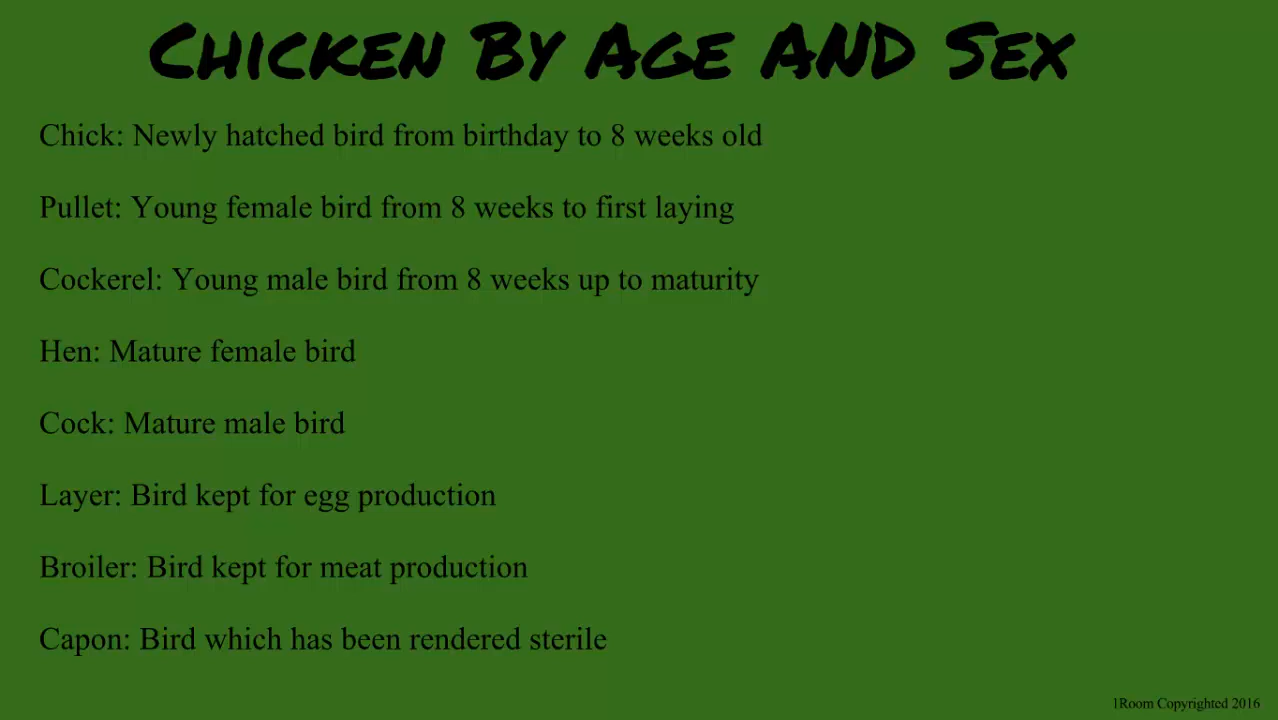 Chicken By Age AND Sex
Chick: Newly hatched bird from birthday to 8 weeks old
Pullet: Young female bird from 8 weeks to first laying
Cockerel: Young male bird from 8 weeks up to maturity
Hen: Mature female bird
Cock: Mature male bird
Layer: Bird kept for egg production
Broiler: Bird kept for meat production
Capon: Bird which has been rendered sterile
1Room Copyrighted 2016